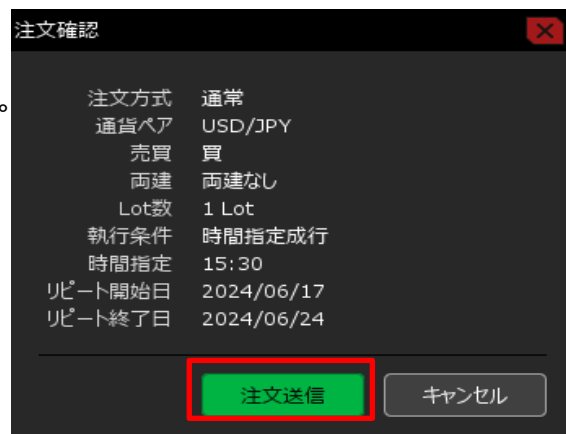 注文確認
。
注文方式 通常
通貨ペア USD/JPY
売買 買
両建 両建なし
Lot数 1 Lot
執行条件 時間指定成行
時間指定 15:30
リピート開始日 2024/06/17
リピート終了日 2024/06/24
注文送信 キャンセル